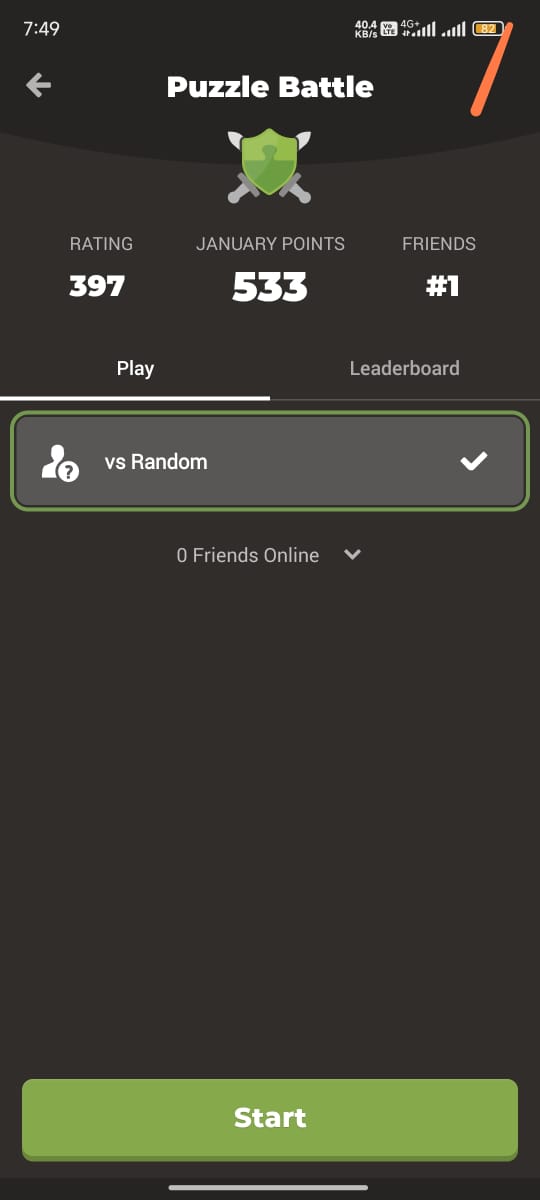 7:49
40.4 KB/s Vo LTE 4G+ 82
Puzzle Battle
RATING JANUARY POINTS FRIENDS
397 533 #1
Play Leaderboard
? vs Random
0 Friends Online
Start